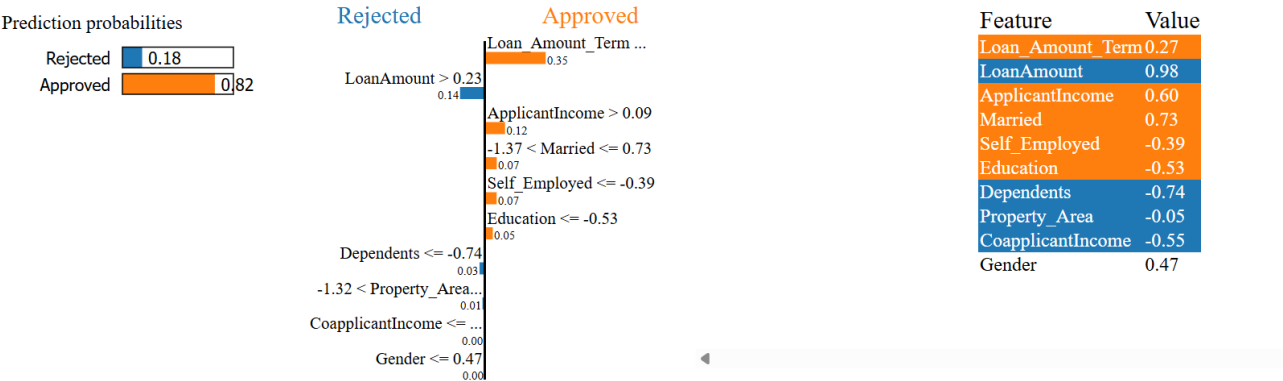 Prediction probabilities
Rejected 0.18
Approved 0.82
Rejected Approved
Loan_Amount_Term ...
0.35
LoanAmount > 0.23
0.14
ApplicantIncome > 0.09
0.12
-1.37 < Married <= 0.73
0.07
Self_Employed <= -0.39
0.07
Education <= -0.53
0.05
Dependents <= -0.74
0.03
-1.32 < Property_Area...
0.01
CoapplicantIncome <= ...
0.00
Gender <= 0.47
0.00
Feature Value
Loan_Amount_Term 0.27
LoanAmount 0.98
ApplicantIncome 0.60
Married 0.73
Self_Employed -0.39
Education -0.53
Dependents -0.74
Property_Area -0.05
CoapplicantIncome -0.55
Gender 0.47